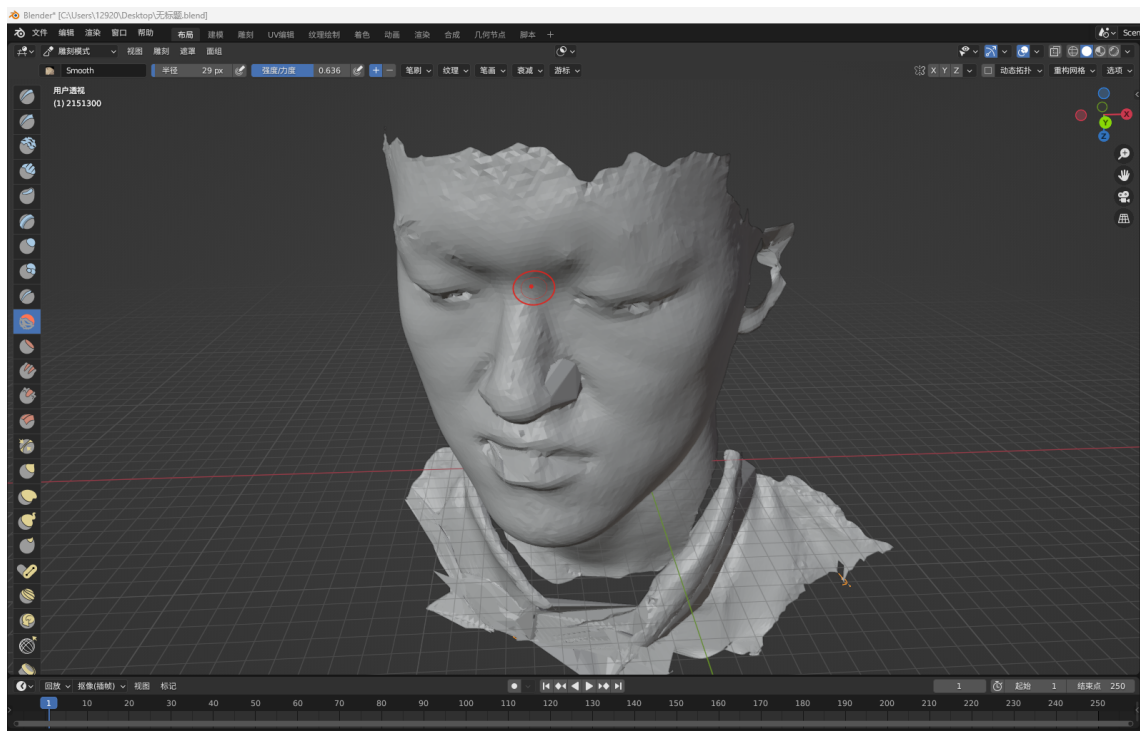 Blender* [C:\Users\12920\Desktop\无标题.blend]
文件 编辑 渲染 窗口 帮助 布局 建模 雕刻 UV编辑 纹理绘制 着色 动画 渲染 合成 几何节点 脚本 + Scen
雕刻模式 视图 雕刻 遮罩 面组
Smooth 半径 29 px 强度/力度 0.636 + − 笔刷 纹理 笔画 衰减 游标 X Y Z 动态拓扑 重构网格 选项
用户透视
(1) 2151300
X
Y
Z
回放 抠像(插帧) 视图 标记 1 起始 1 结束点 250
1 10 20 30 40 50 60 70 80 90 100 110 120 130 140 150 160 170 180 190 200 210 220 230 240 250